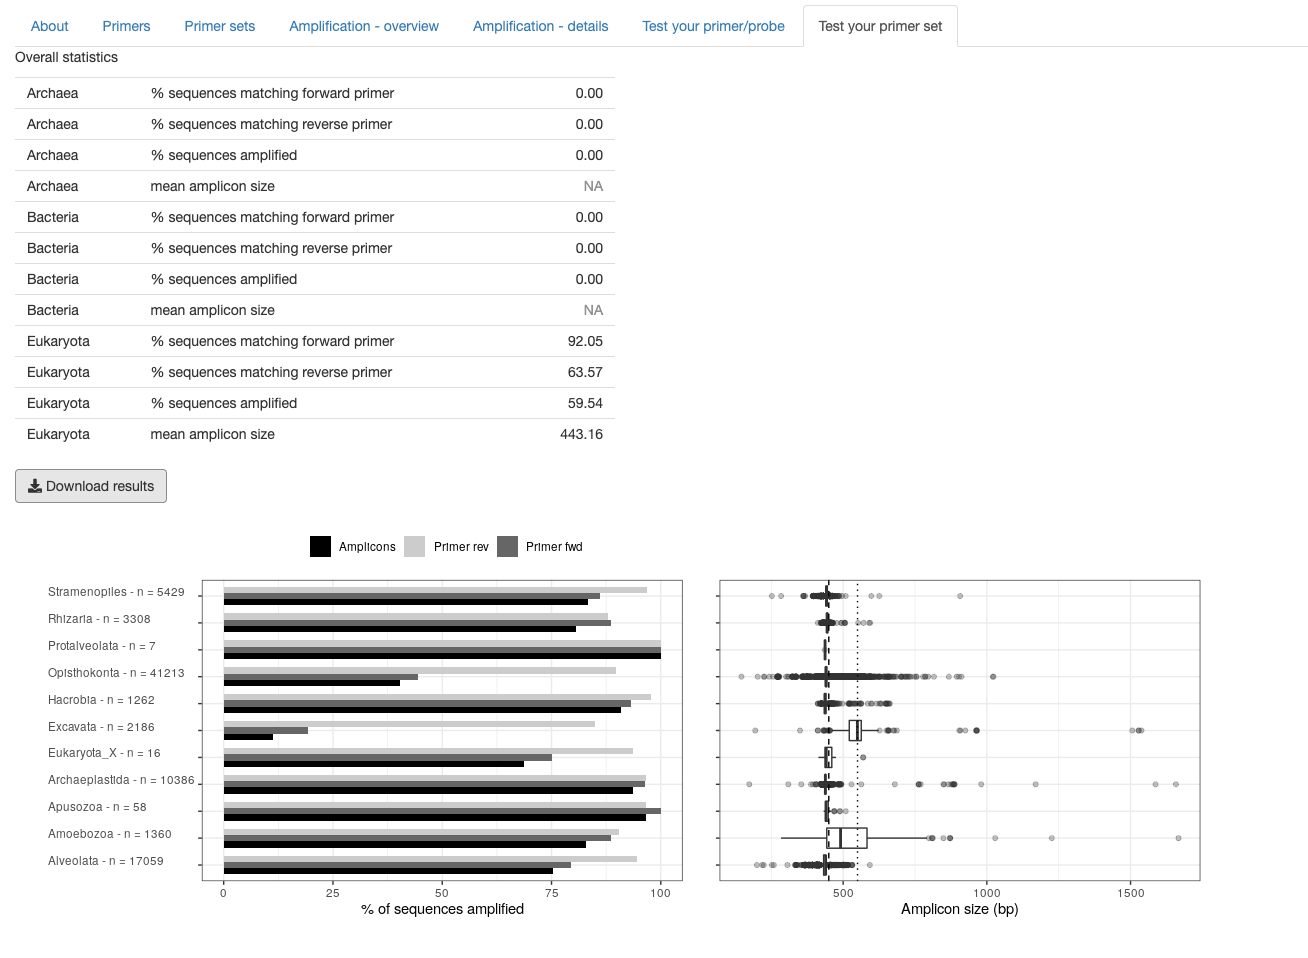 About Primers Primer sets Amplification - overview Amplification - details Test your primer/probe Test your primer set
Overall statistics
Archaea % sequences matching forward primer 0.00
Archaea % sequences matching reverse primer 0.00
Archaea % sequences amplified 0.00
Archaea mean amplicon size NA
Bacteria % sequences matching forward primer 0.00
Bacteria % sequences matching reverse primer 0.00
Bacteria % sequences amplified 0.00
Bacteria mean amplicon size NA
Eukaryota % sequences matching forward primer 92.05
Eukaryota % sequences matching reverse primer 63.57
Eukaryota % sequences amplified 59.54
Eukaryota mean amplicon size 443.16
Download results
Amplicons Primer rev Primer fwd
Stramenopiles - n = 5429
Rhizaria - n = 3308
Protalveolata - n = 7
Opisthokonta - n = 41213
Hacrobia - n = 1262
Excavata - n = 2186
Eukaryota_X - n = 16
Archaeplastida - n = 10386
Apusozoa - n = 58
Amoebozoa - n = 1360
Alveolata - n = 17059
0 25 50 75 100 500 1000 1500
% of sequences amplified Amplicon size (bp)